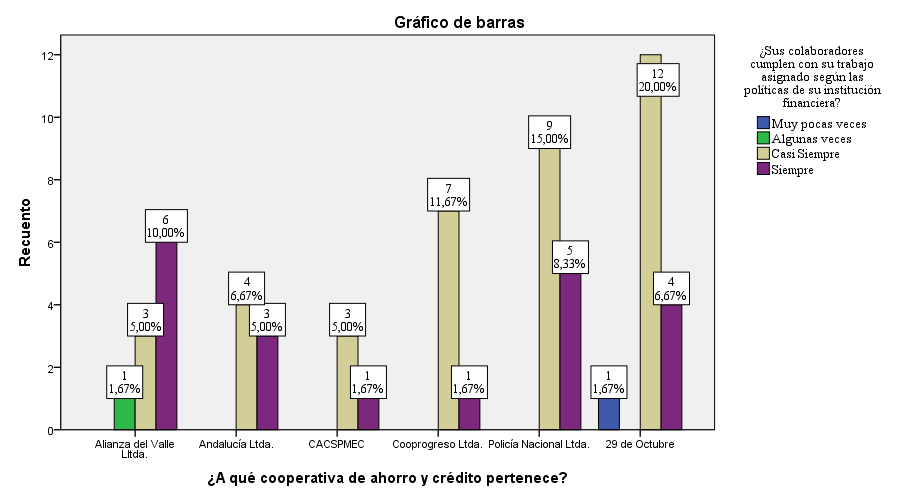 Gráfico de barras
12
10
8
6
4
2
0
Recuento
1
1,67%
3
5,00%
6
10,00%
4
6,67%
3
5,00%
3
5,00%
1
1,67%
7
11,67%
1
1,67%
9
15,00%
5
8,33%
1
1,67%
12
20,00%
4
6,67%
Alianza del Valle
Lltda.
Andalucía Ltda.
CACSPMEC
Cooprogreso Ltda.
Policía Nacional Ltda.
29 de Octubre
¿A qué cooperativa de ahorro y crédito pertenece?
¿Sus colaboradores
cumplen con su trabajo
asignado según las
políticas de su institución
financiera?
Muy pocas veces
Algunas veces
Casi Siempre
Siempre